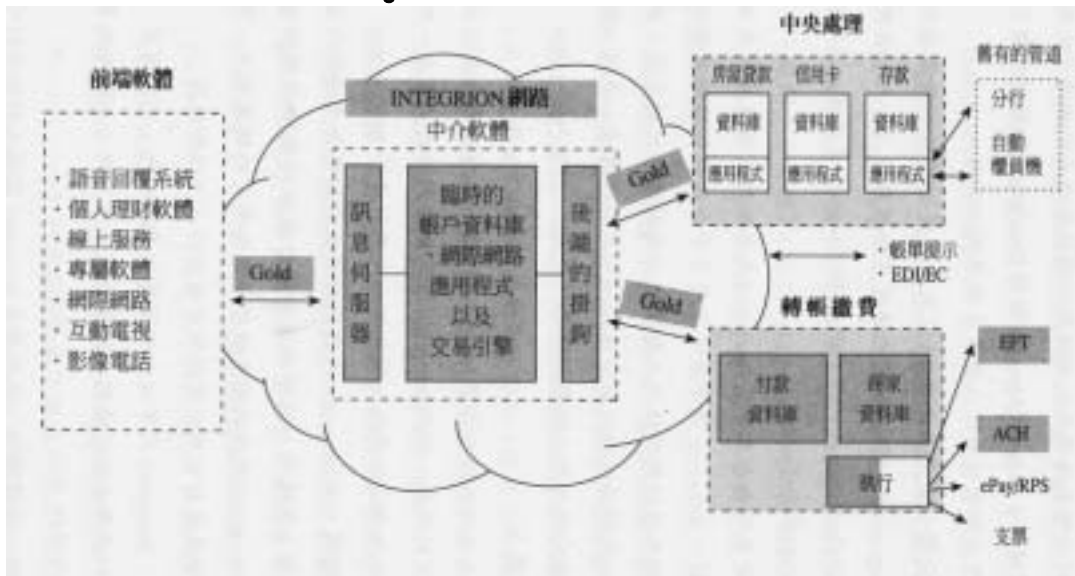 前端軟體
・語音回覆系統
・個人理財軟體
・線上服務
・專屬軟體
・網際網路
・互動電視
・影像電話
Gold
INTEGRION 網路
中介軟體
訊息伺服器
臨時的
帳戶資料庫
、網際網路
應用程式
以及
交易引擎
後端的掛鉤
Gold
Gold
中央處理
房屋貸款
信用卡
存款
資料庫
資料庫
資料庫
應用程式
應用程式
應用程式
舊有的管道
分行
自動
櫃員機
・帳單提示
・EDI/EC
轉帳繳費
付款
資料庫
商家
資料庫
執行
EFT
ACH
ePay/RPS
支票